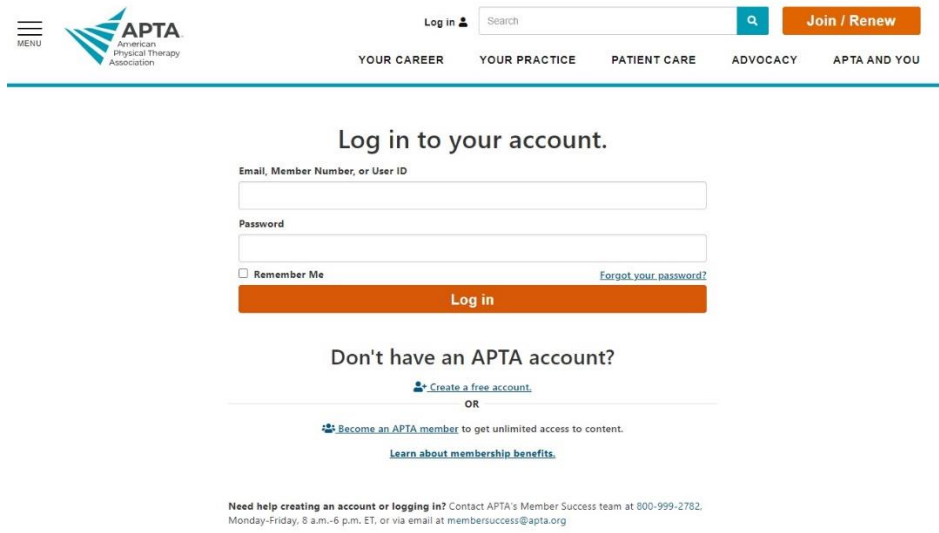 MENU
APTA
American
Physical Therapy
Association
Log in
Search
Join / Renew
YOUR CAREER
YOUR PRACTICE
PATIENT CARE
ADVOCACY
APTA AND YOU
Log in to your account.
Email, Member Number, or User ID
Password
Remember Me
Forgot your password?
Log in
Don't have an APTA account?
Create a free account.
OR
Become an APTA member to get unlimited access to content.
Learn about membership benefits.
Need help creating an account or logging in? Contact APTA's Member Success team at 800-999-2782,
Monday-Friday, 8 a.m.-6 p.m. ET, or via email at membersuccess@apta.org